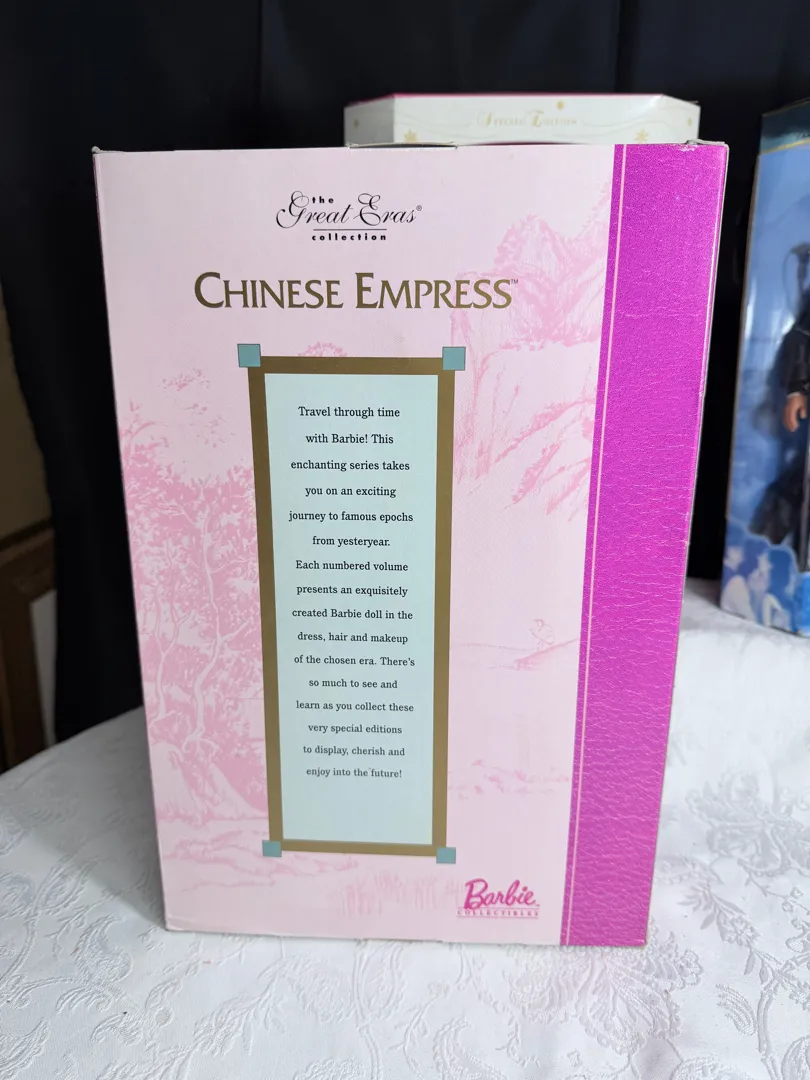 Special Edition
the
Great Eras®
collection
CHINESE EMPRESS™
Travel through time
with Barbie! This
enchanting series takes
you on an exciting
journey to famous epochs
from yesteryear.
Each numbered volume
presents an exquisitely
created Barbie doll in the
dress, hair and makeup
of the chosen era. There's
so much to see and
learn as you collect these
very special editions
to display, cherish and
enjoy into the future!
Barbie
COLLECTIBLES